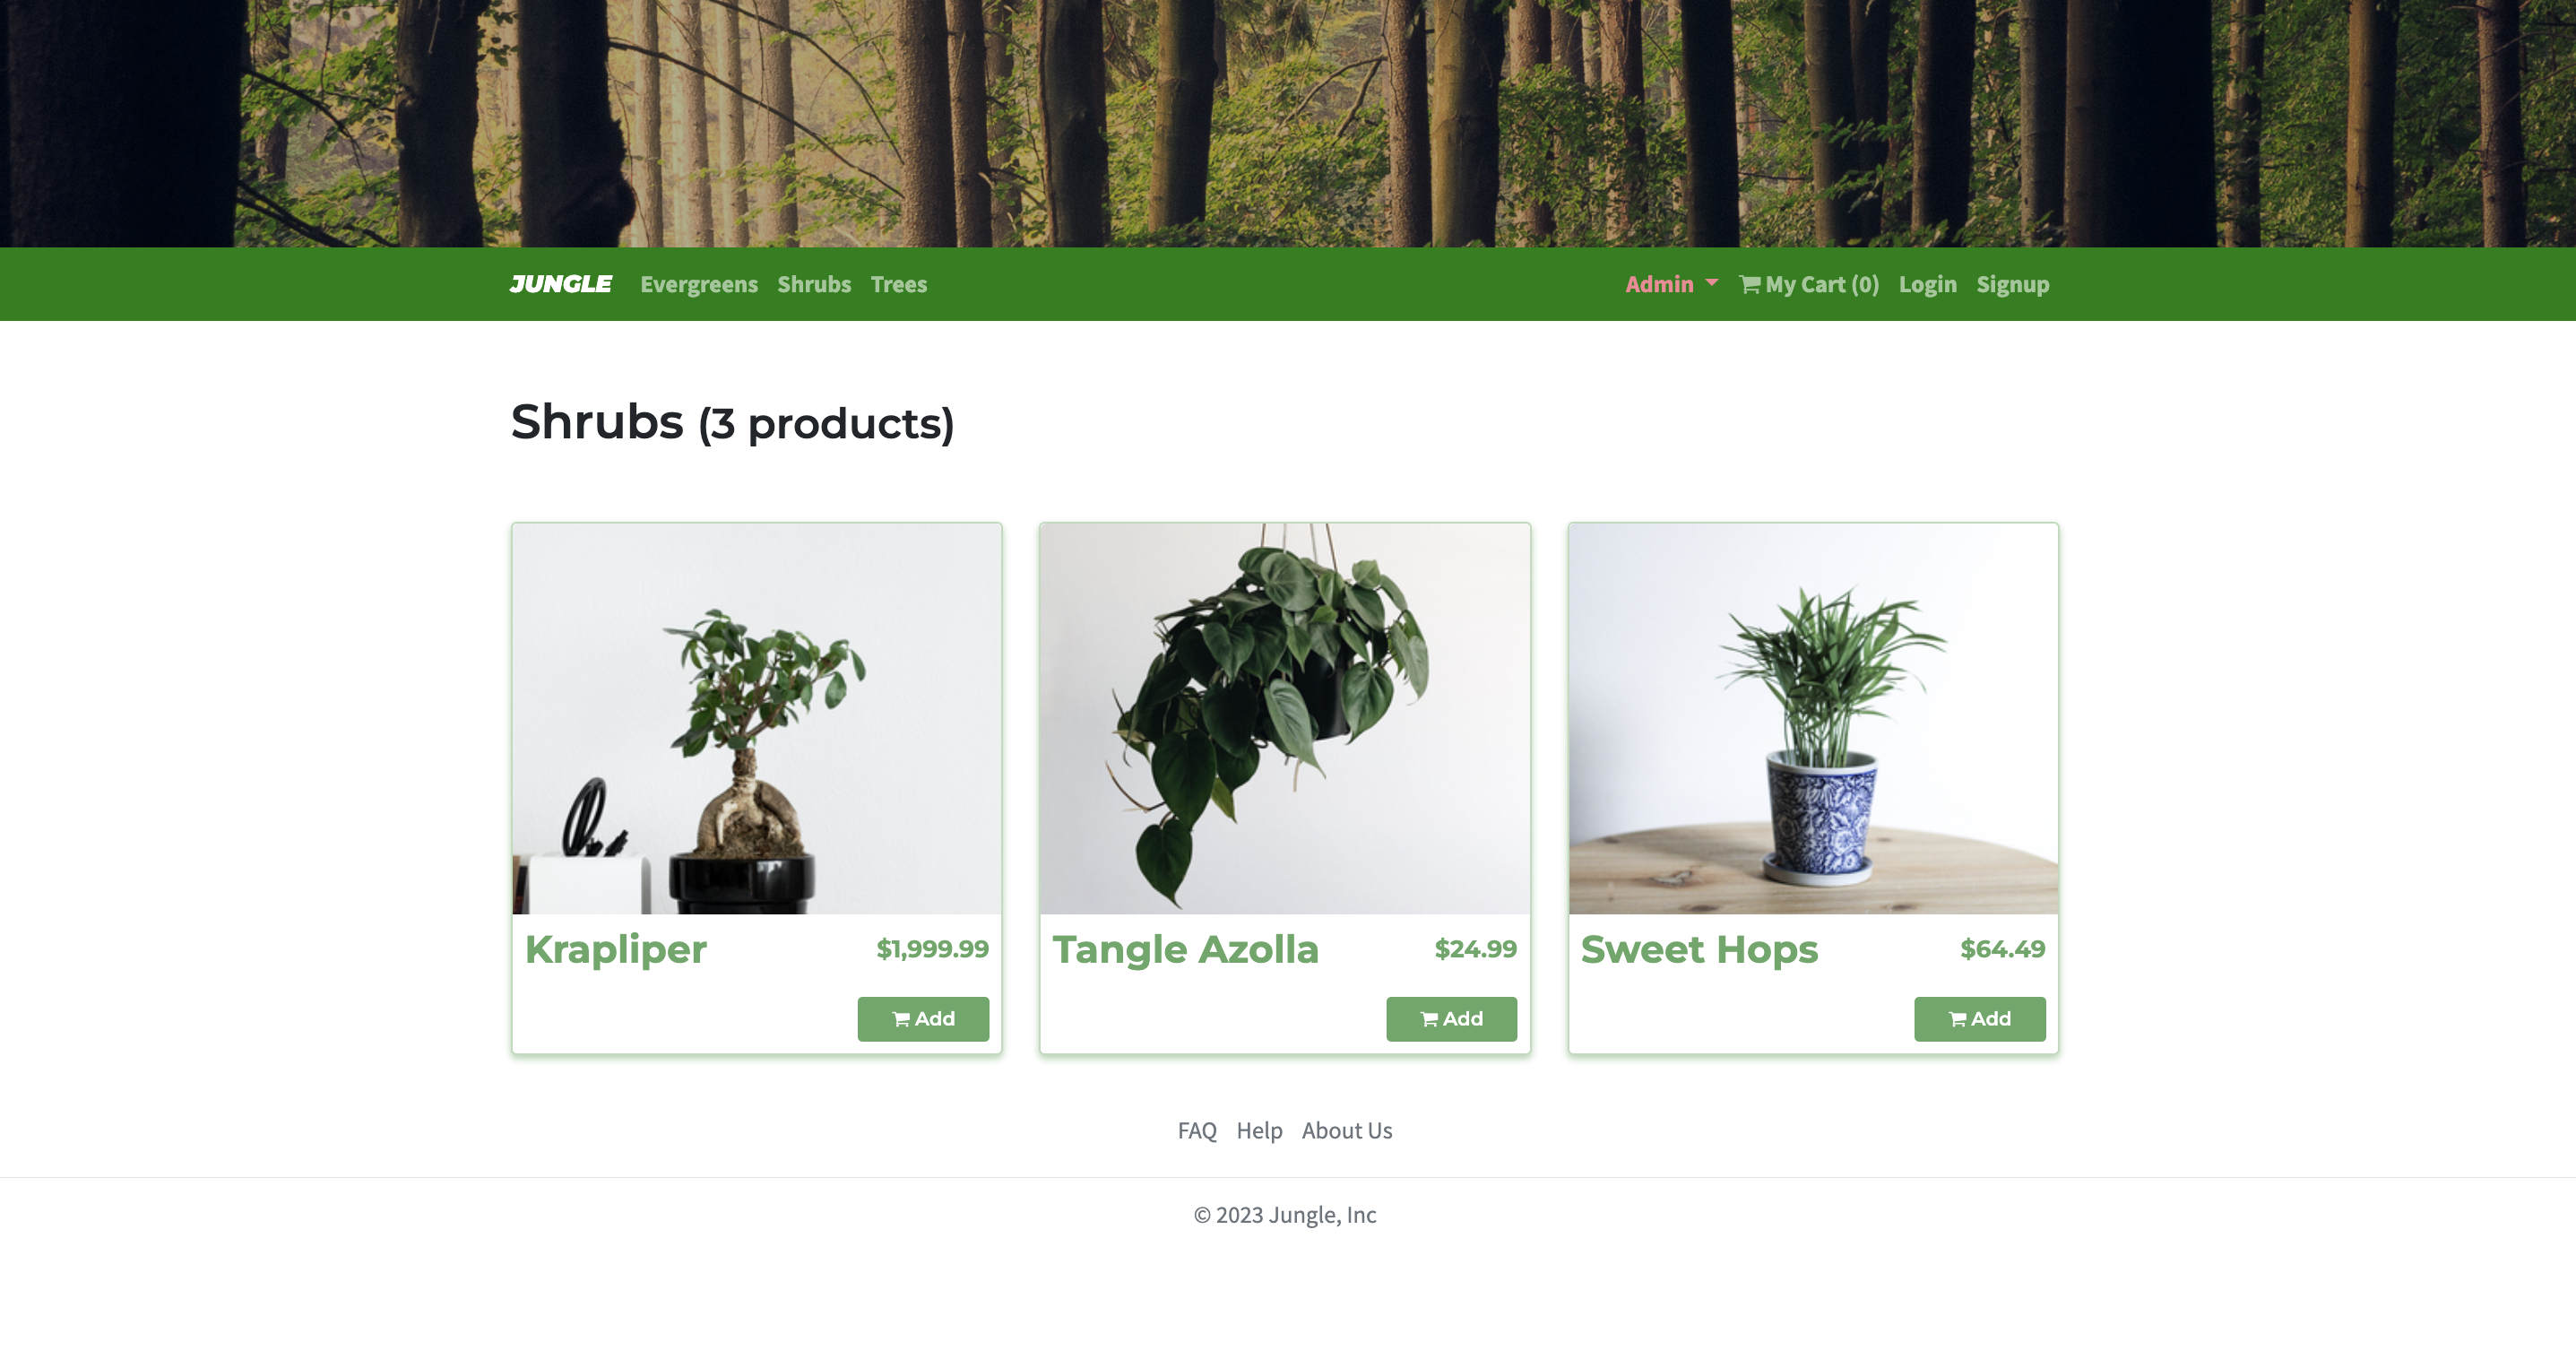 JUNGLE Evergreens Shrubs Trees Admin My Cart (0) Login Signup
Shrubs (3 products)
Krapliper $1,999.99
Add
Tangle Azolla $24.99
Add
Sweet Hops $64.49
Add
FAQ Help About Us
© 2023 Jungle, Inc